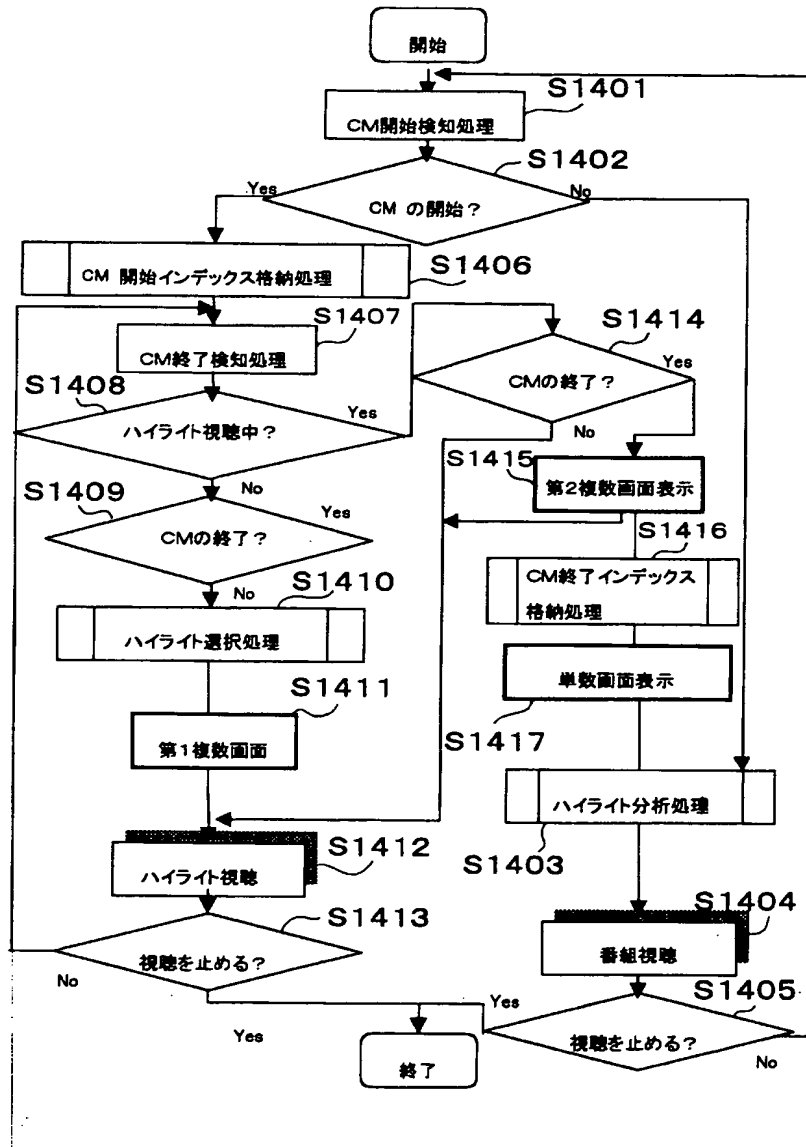 開始
S1401
CM開始検知処理
S1402
Yes
No
CM の開始？
CM 開始インデックス格納処理
S1406
S1407
CM終了検知処理
S1414
CMの終了？
Yes
No
S1408
ハイライト視聴中？
Yes
No
S1415
第2複数画面表示
S1409
CMの終了？
Yes
No
S1416
CM終了インデックス
格納処理
S1410
ハイライト選択処理
単数画面表示
S1417
S1411
第1複数画面
ハイライト分析処理
S1403
S1412
ハイライト視聴
S1404
番組視聴
S1413
視聴を止める？
No
Yes
S1405
視聴を止める？
Yes
No
終了